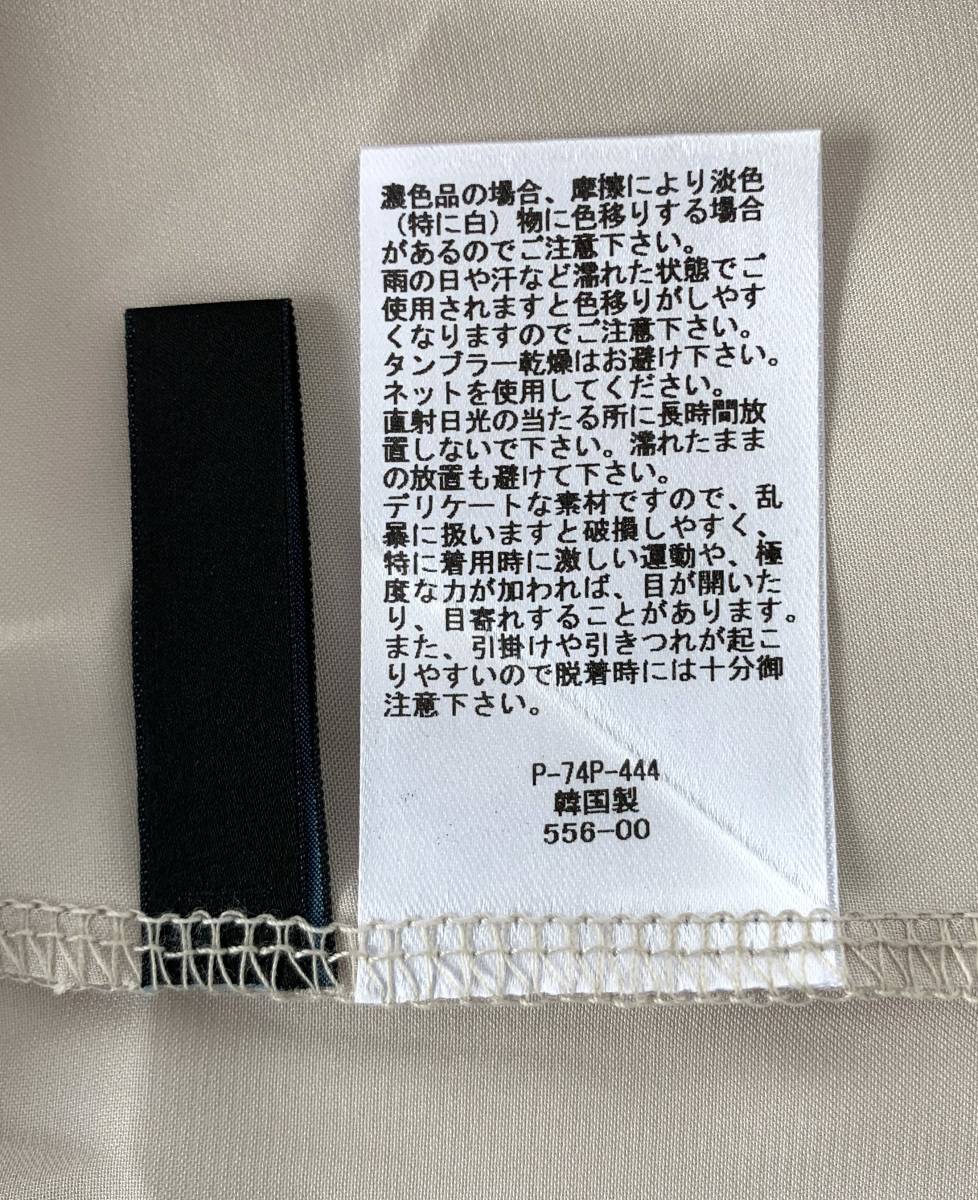 濃色品の場合、摩擦により淡色
（特に白）物に色移りする場合
があるのでご注意下さい。
雨の日や汗など濡れた状態でご
使用されますと色移りがしやす
くなりますのでご注意下さい。
タンブラー乾燥はお避け下さい。
ネットを使用してください。
直射日光の当たる所に長時間放
置しないで下さい。濡れたまま
の放置も避けて下さい。
デリケートな素材ですので、乱
暴に扱いますと破損しやすく、
特に着用時に激しい運動や、極
度な力が加われば、目が開いた
り、目寄れすることがあります。
また、引掛けや引きつれが起こ
りやすいので脱着時には十分御
注意下さい。
P-74P-444
韓国製
556-00